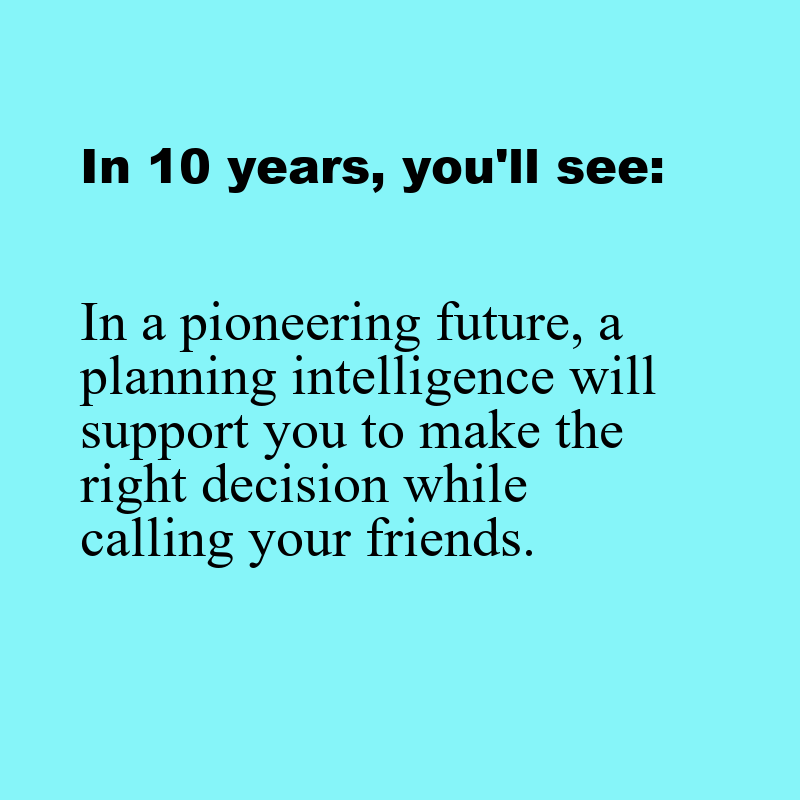 In 10 years, you'll see:
In a pioneering future, a
planning intelligence will
support you to make the
right decision while
calling your friends.